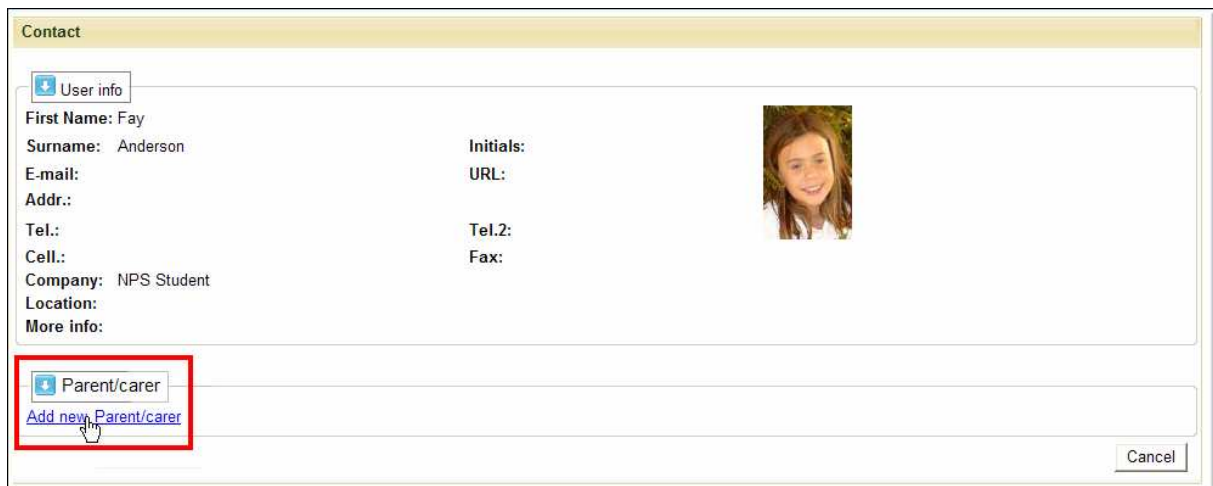 Contact
User info
First Name: Fay
Surname: Anderson Initials:
E-mail: URL:
Addr.:
Tel.: Tel.2:
Cell.: Fax:
Company: NPS Student
Location:
More info:
Parent/carer
Add new Parent/carer
Cancel